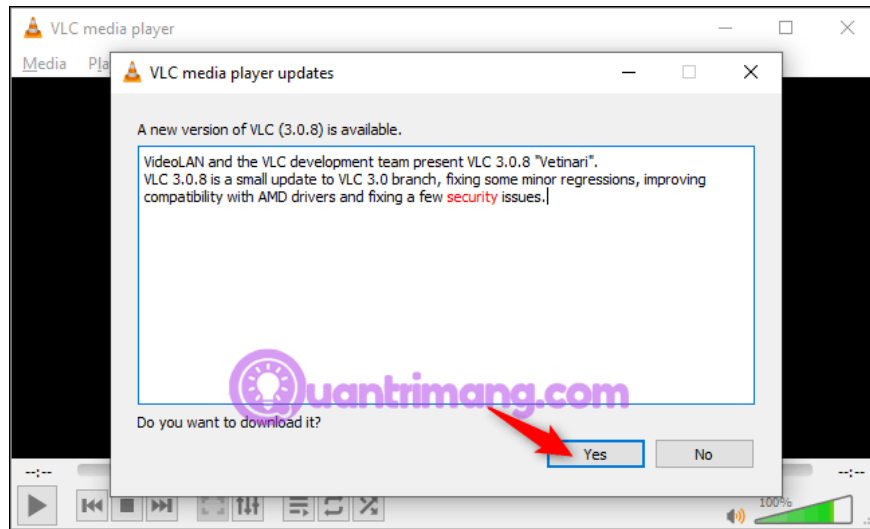 VLC media player
Media Pla
VLC media player updates
A new version of VLC (3.0.8) is available.
VideoLAN and the VLC development team present VLC 3.0.8 "Vetinari".
VLC 3.0.8 is a small update to VLC 3.0 branch, fixing some minor regressions, improving
compatibility with AMD drivers and fixing a few security issues.
Quantrimang.com
Do you want to download it?
Yes No
--:-- --:--
100%